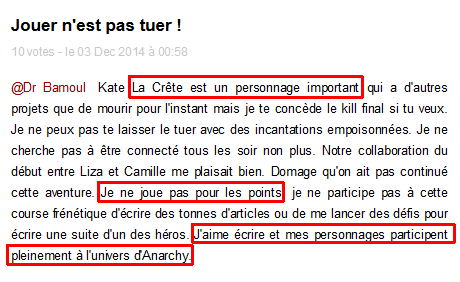 Jouer n'est pas tuer !
10 votes - le 03 Dec 2014 à 00:58
@Dr Bamoul Kate La Crête est un personnage important qui a d'autres
projets que de mourir pour l'instant mais je te concède le kill final si tu veux.
Je ne peux pas te laisser le tuer avec des incantations empoisonnées. Je ne
cherche pas à être connecté tous les soir non plus. Notre collaboration du
début entre Liza et Camille me plaisait bien. Domage qu'on ait pas continué
cette aventure. Je ne joue pas pour les points, je ne participe pas à cette
course frénétique d'écrire des tonnes d'articles ou de me lancer des défis pour
écrire une suite d'un des héros. J'aime écrire et mes personnages participent
pleinement à l'univers d'Anarchy.